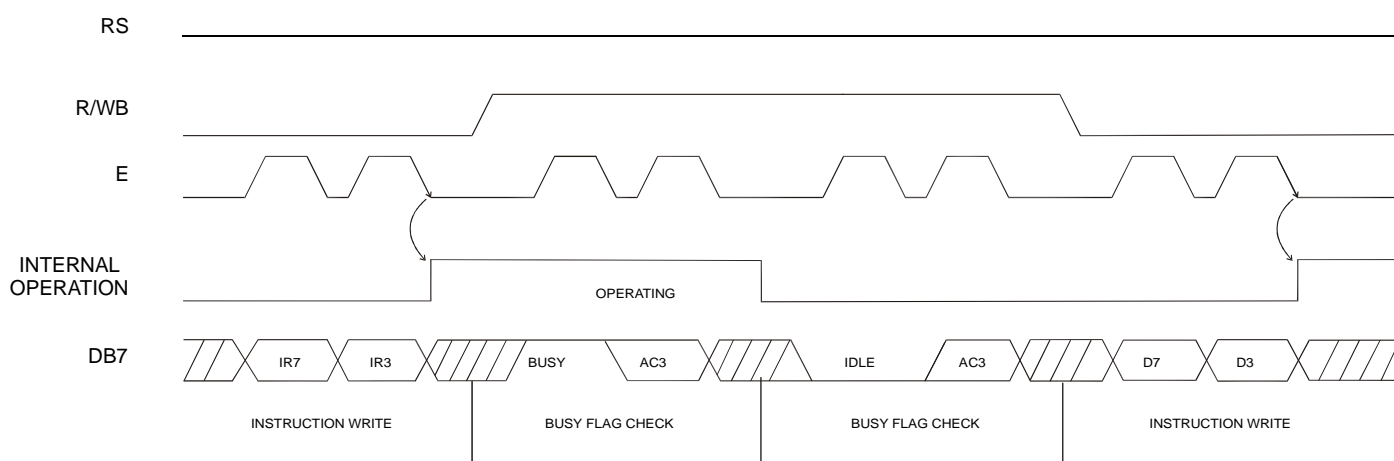 RS
R/WB
E
INTERNAL
OPERATION
OPERATING
DB7
IR7 IR3 BUSY AC3 IDLE AC3 D7 D3
INSTRUCTION WRITE BUSY FLAG CHECK BUSY FLAG CHECK INSTRUCTION WRITE